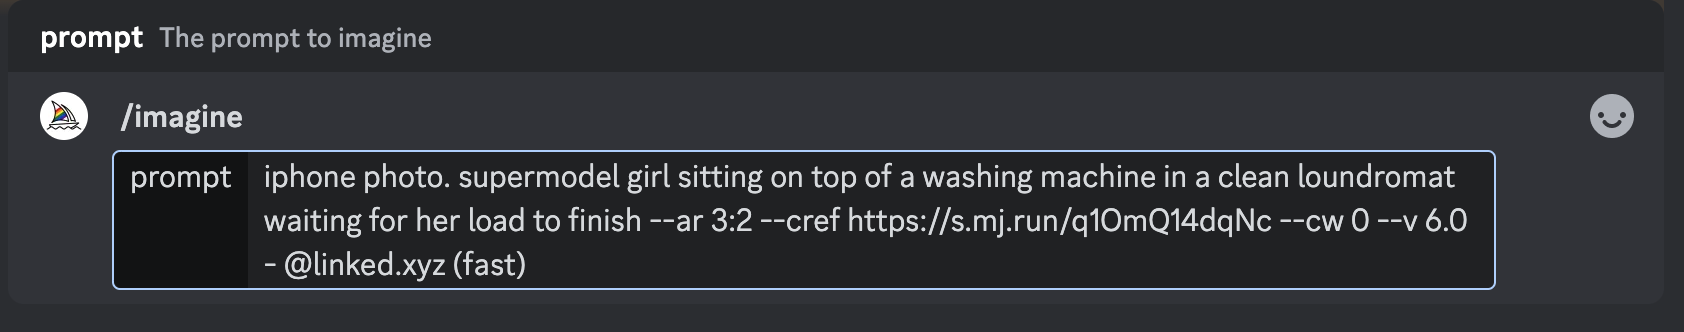 prompt The prompt to imagine
/imagine
prompt iphone photo. supermodel girl sitting on top of a washing machine in a clean loundromat
waiting for her load to finish --ar 3:2 --cref https://s.mj.run/q1OmQ14dqNc --cw 0 --v 6.0
- @linked.xyz (fast)